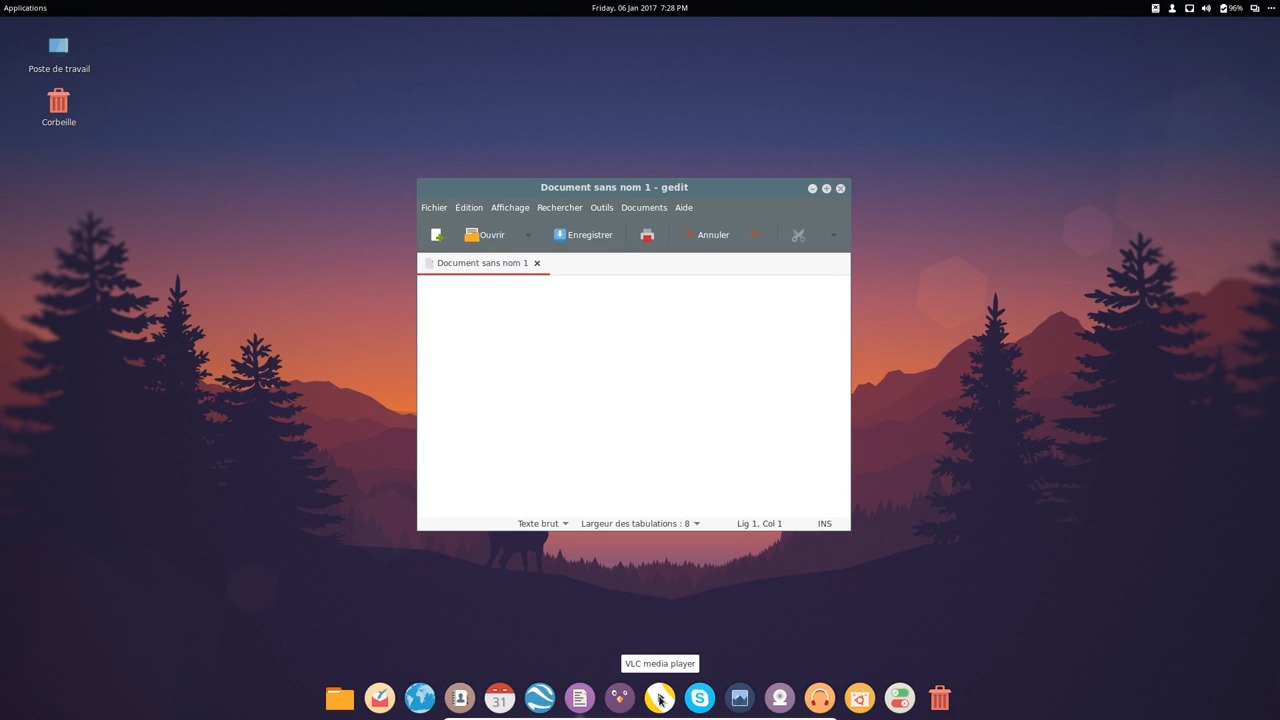 Applications
Friday, 06 Jan 2017 7:28 PM
96%
Poste de travail
Corbeille
Document sans nom 1 - gedit
Fichier Édition Affichage Rechercher Outils Documents Aide
Ouvrir Enregistrer Annuler
Document sans nom 1
Texte brut Largeur des tabulations : 8 Lig 1, Col 1 INS
VLC media player
31